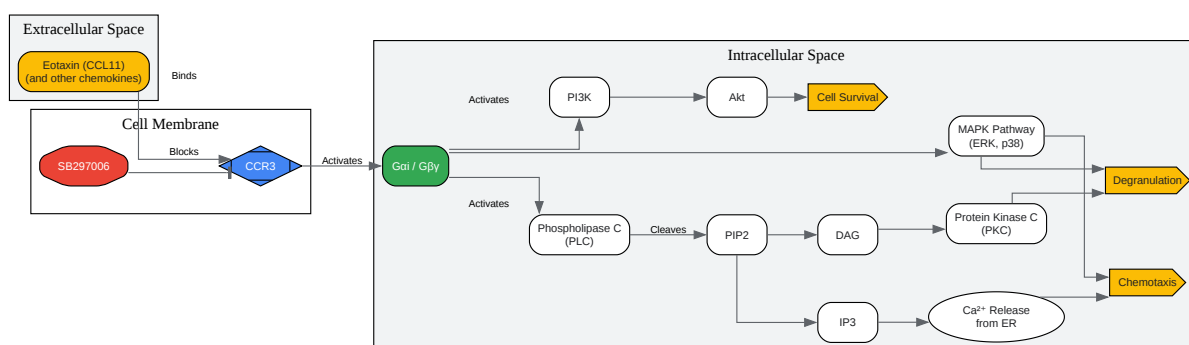 Extracellular Space
Eotaxin (CCL11)
(and other chemokines)
Binds
Cell Membrane
SB297006
Blocks
CCR3
Activates
Intracellular Space
Gαi / Gβγ
Activates
PI3K
Akt
Cell Survival
MAPK Pathway
(ERK, p38)
Degranulation
Activates
Phospholipase C
(PLC)
Cleaves
PIP2
DAG
Protein Kinase C
(PKC)
Chemotaxis
IP3
Ca²⁺ Release
from ER